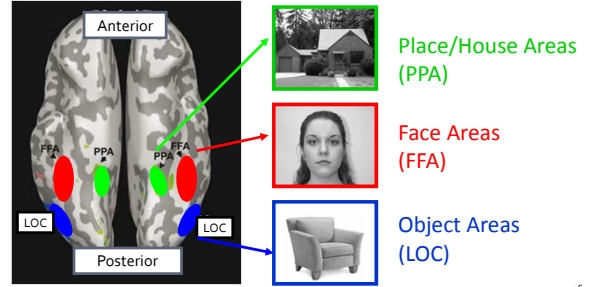 Anterior
FFA
PPA
PPA
FFA
LOC
LOC
Posterior
Place/House Areas
(PPA)
Face Areas
(FFA)
Object Areas
(LOC)